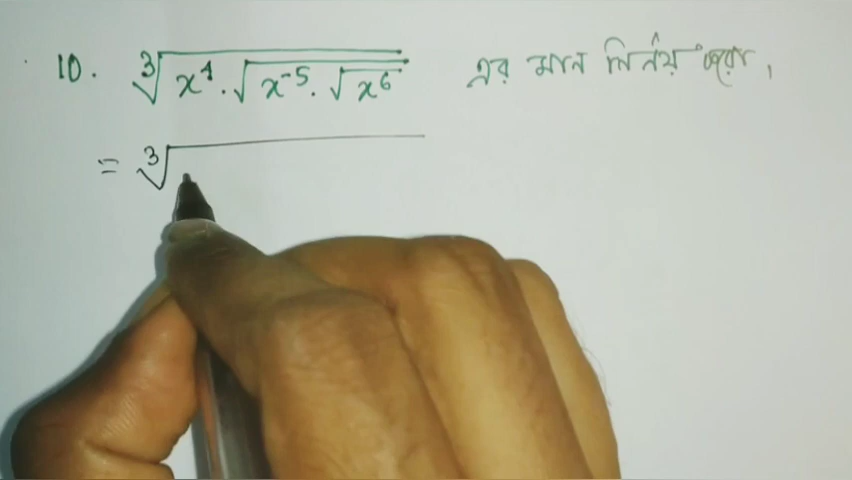 10. ∛(x⁴ · √(x⁻⁵ · √x⁶)) এর মান নির্ণয় করো,
= ∛